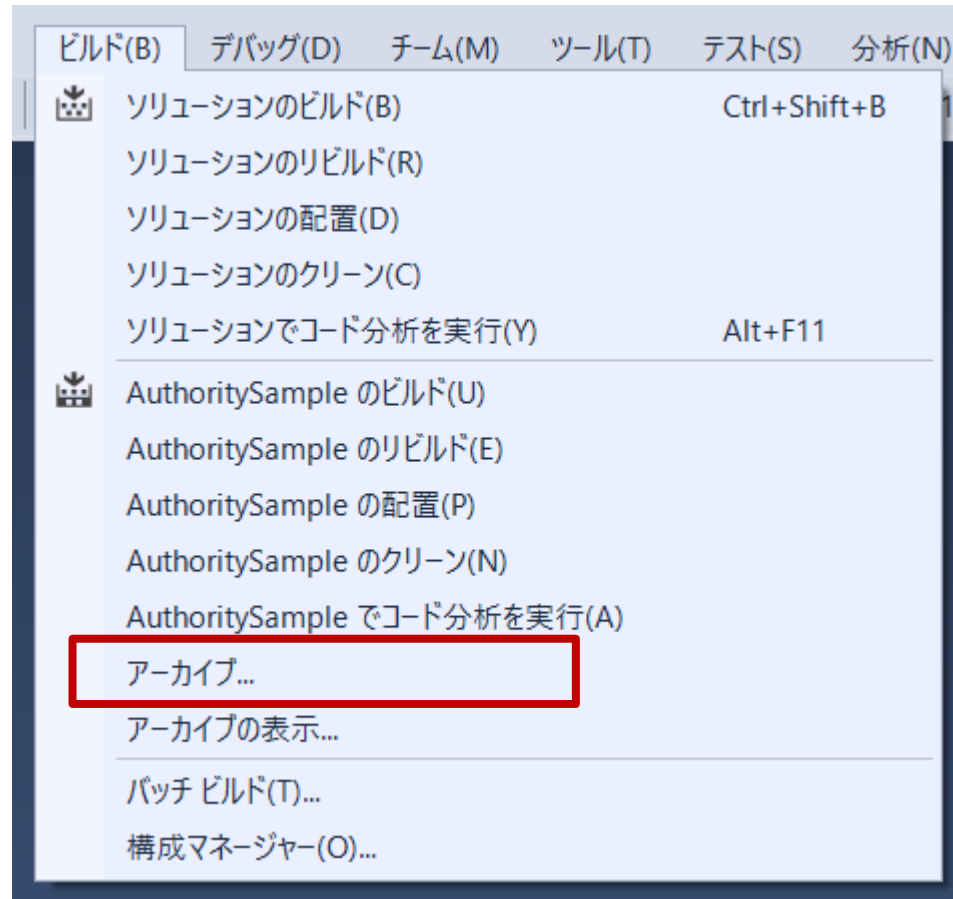 ビルド(B) デバッグ(D) チーム(M) ツール(T) テスト(S) 分析(N)
ソリューションのビルド(B) Ctrl+Shift+B
ソリューションのリビルド(R)
ソリューションの配置(D)
ソリューションのクリーン(C)
ソリューションでコード分析を実行(Y) Alt+F11
AuthoritySample のビルド(U)
AuthoritySample のリビルド(E)
AuthoritySample の配置(P)
AuthoritySample のクリーン(N)
AuthoritySample でコード分析を実行(A)
アーカイブ...
アーカイブの表示...
バッチ ビルド(T)...
構成マネージャー(O)...